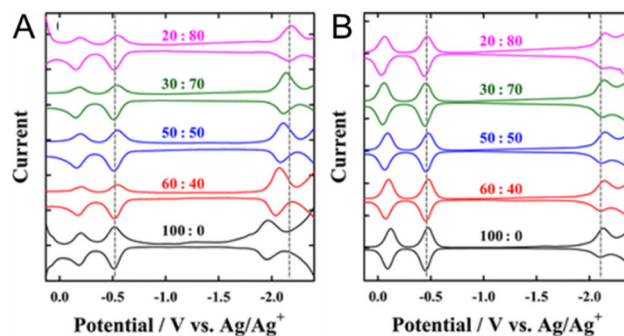 A
20 : 80
30 : 70
50 : 50
60 : 40
100 : 0
Current
0.0 -0.5 -1.0 -1.5 -2.0
Potential / V vs. Ag/Ag⁺
B
20 : 80
30 : 70
50 : 50
60 : 40
100 : 0
Current
0.0 -0.5 -1.0 -1.5 -2.0
Potential / V vs. Ag/Ag⁺